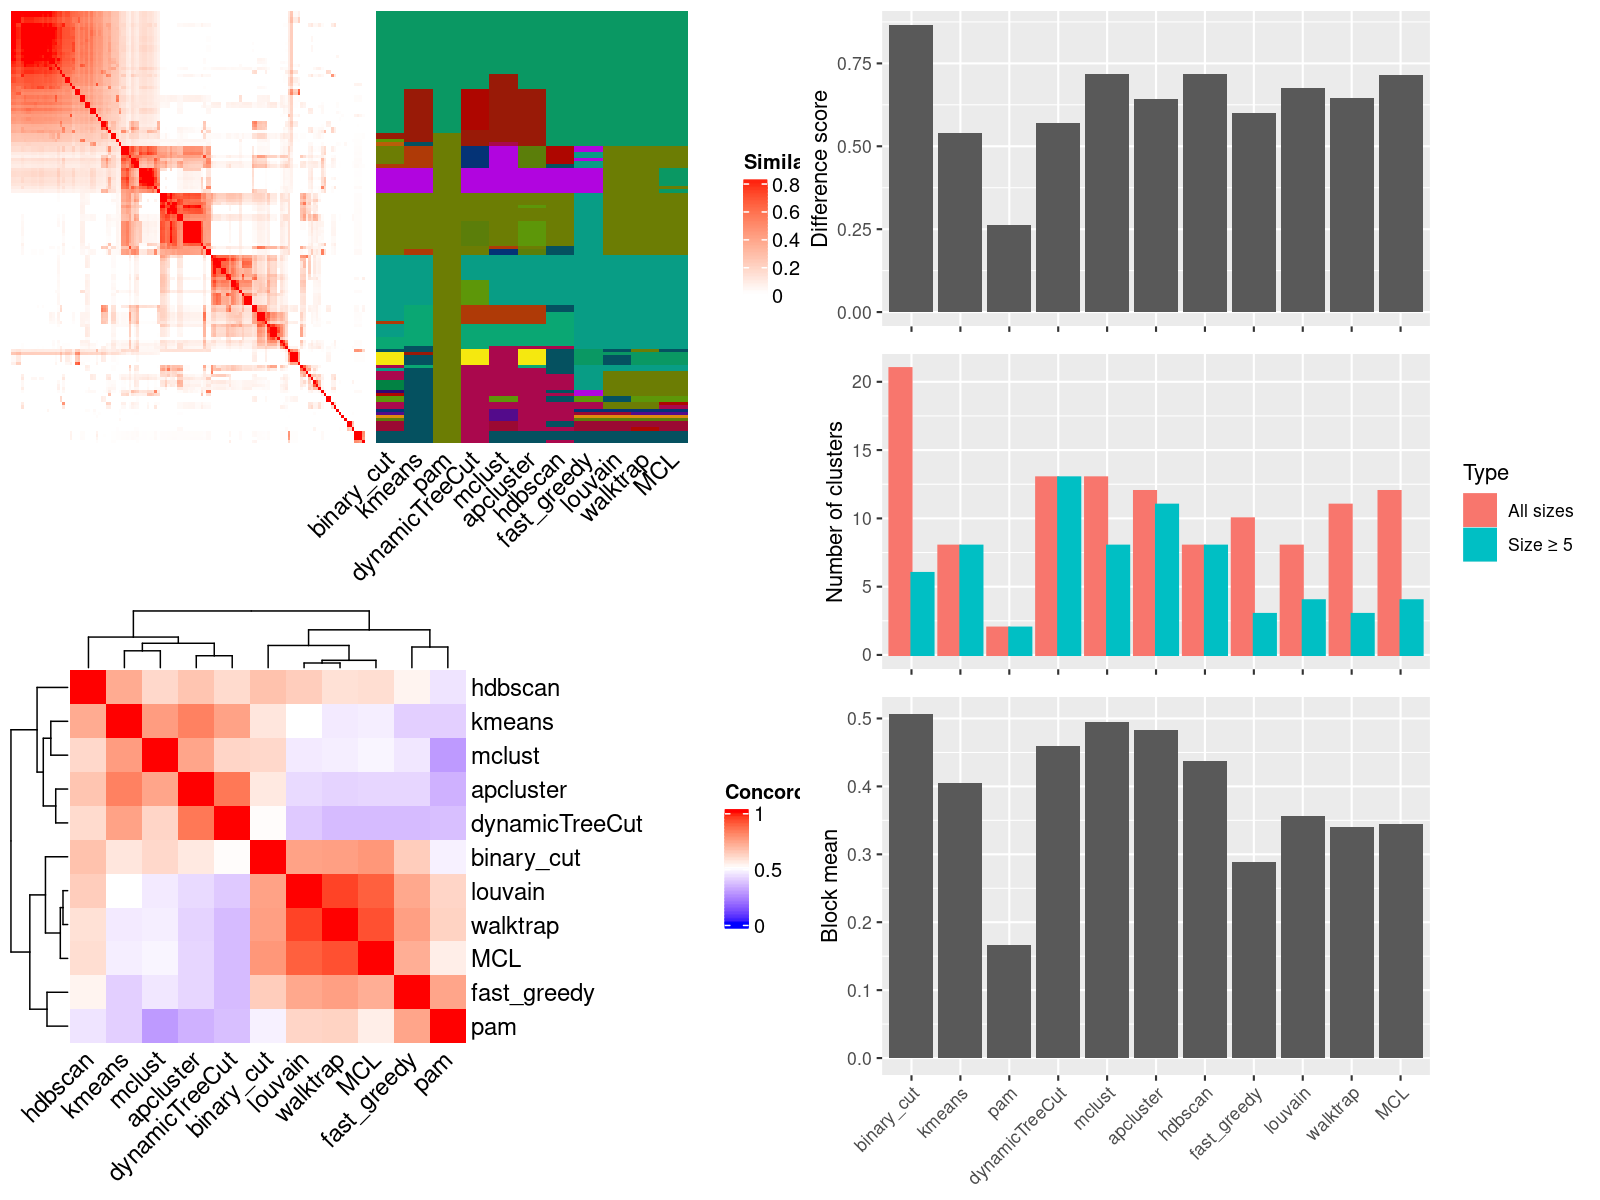 Simila
0.8
0.6
0.4
0.2
0
binary_cut
kmeans
pam
dynamicTreeCut
mclust
apcluster
hdbscan
fast_greedy
louvain
walktrap
MCL
Difference score
0.75
0.50
0.25
0.00
Number of clusters
20
15
10
5
0
Type
All sizes
Size ≥ 5
hdbscan
kmeans
mclust
apcluster
dynamicTreeCut
binary_cut
louvain
walktrap
MCL
fast_greedy
pam
hdbscan
kmeans
mclust
apcluster
dynamicTreeCut
binary_cut
louvain
walktrap
MCL
fast_greedy
pam
Concord
1
0.5
0
Block mean
0.5
0.4
0.3
0.2
0.1
0.0
binary_cut
kmeans
pam
dynamicTreeCut
mclust
apcluster
hdbscan
fast_greedy
louvain
walktrap
MCL